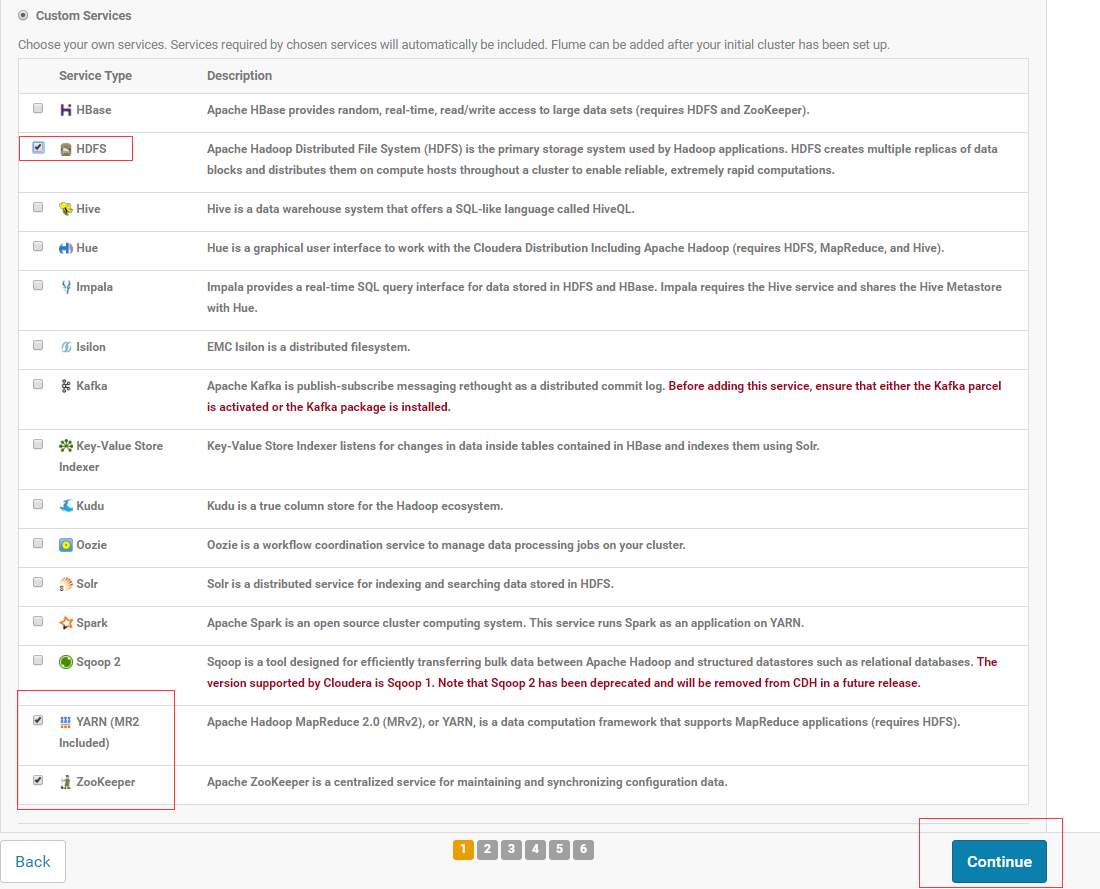 Custom Services
Choose your own services. Services required by chosen services will automatically be included. Flume can be added after your initial cluster has been set up.
Service Type Description
HBase Apache HBase provides random, real-time, read/write access to large data sets (requires HDFS and ZooKeeper).
HDFS Apache Hadoop Distributed File System (HDFS) is the primary storage system used by Hadoop applications. HDFS creates multiple replicas of data
blocks and distributes them on compute hosts throughout a cluster to enable reliable, extremely rapid computations.
Hive Hive is a data warehouse system that offers a SQL-like language called HiveQL.
Hue Hue is a graphical user interface to work with the Cloudera Distribution Including Apache Hadoop (requires HDFS, MapReduce, and Hive).
Impala Impala provides a real-time SQL query interface for data stored in HDFS and HBase. Impala requires the Hive service and shares the Hive Metastore
with Hue.
Isilon EMC Isilon is a distributed filesystem.
Kafka Apache Kafka is publish-subscribe messaging rethought as a distributed commit log. Before adding this service, ensure that either the Kafka parcel
is activated or the Kafka package is installed.
Key-Value Store Key-Value Store Indexer listens for changes in data inside tables contained in HBase and indexes them using Solr.
Indexer
Kudu Kudu is a true column store for the Hadoop ecosystem.
Oozie Oozie is a workflow coordination service to manage data processing jobs on your cluster.
Solr Solr is a distributed service for indexing and searching data stored in HDFS.
Spark Apache Spark is an open source cluster computing system. This service runs Spark as an application on YARN.
Sqoop 2 Sqoop is a tool designed for efficiently transferring bulk data between Apache Hadoop and structured datastores such as relational databases. The
version supported by Cloudera is Sqoop 1. Note that Sqoop 2 has been deprecated and will be removed from CDH in a future release.
YARN (MR2 Apache Hadoop MapReduce 2.0 (MRv2), or YARN, is a data computation framework that supports MapReduce applications (requires HDFS).
Included)
ZooKeeper Apache ZooKeeper is a centralized service for maintaining and synchronizing configuration data.
Back 1 2 3 4 5 6 Continue